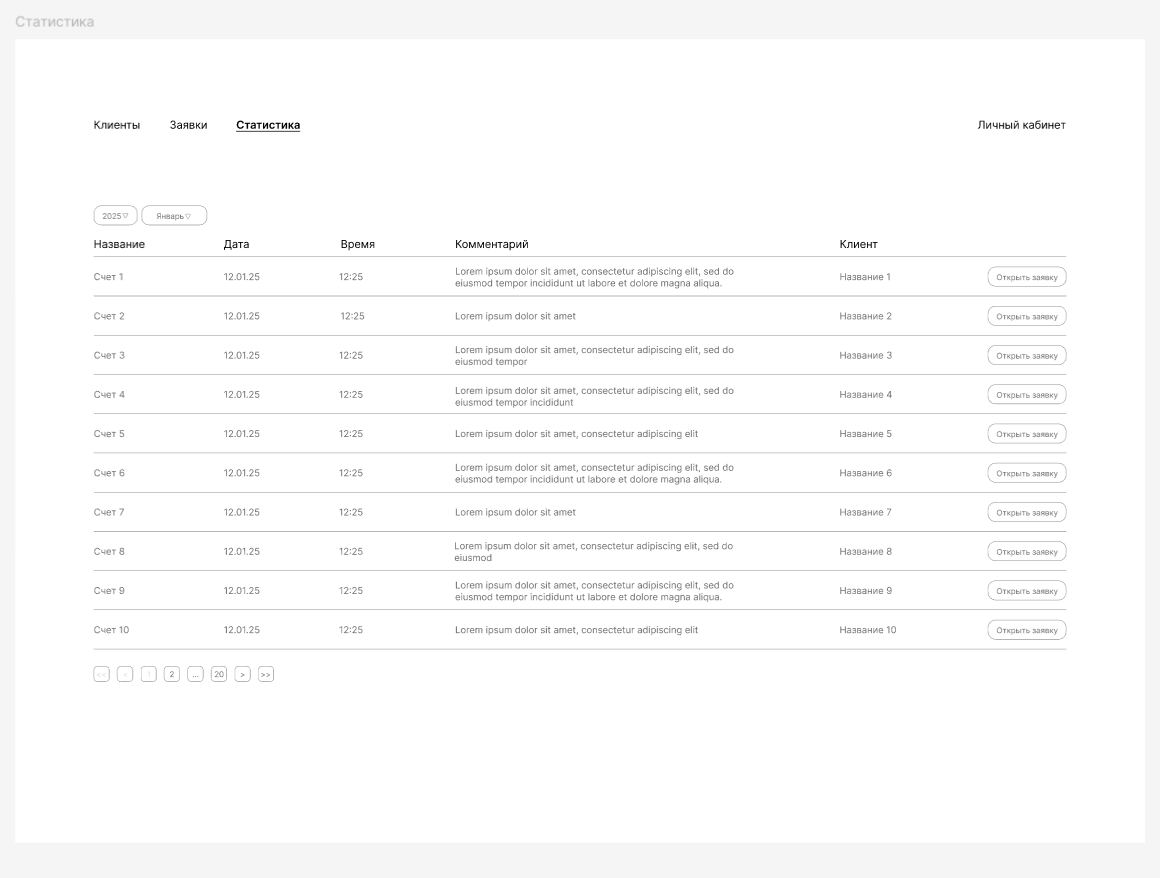 Статистика
Клиенты Заявки Статистика Личный кабинет
2025 Январь
Название Дата Время Комментарий Клиент
Счет 1 12.01.25 12:25 Lorem ipsum dolor sit amet, consectetur adipiscing elit, sed do Название 1 Открыть заявку
eiusmod tempor incididunt ut labore et dolore magna aliqua.
Счет 2 12.01.25 12:25 Lorem ipsum dolor sit amet Название 2 Открыть заявку
Счет 3 12.01.25 12:25 Lorem ipsum dolor sit amet, consectetur adipiscing elit, sed do Название 3 Открыть заявку
eiusmod tempor
Счет 4 12.01.25 12:25 Lorem ipsum dolor sit amet, consectetur adipiscing elit, sed do Название 4 Открыть заявку
eiusmod tempor incididunt
Счет 5 12.01.25 12:25 Lorem ipsum dolor sit amet, consectetur adipiscing elit Название 5 Открыть заявку
Счет 6 12.01.25 12:25 Lorem ipsum dolor sit amet, consectetur adipiscing elit, sed do Название 6 Открыть заявку
eiusmod tempor incididunt ut labore et dolore magna aliqua.
Счет 7 12.01.25 12:25 Lorem ipsum dolor sit amet Название 7 Открыть заявку
Счет 8 12.01.25 12:25 Lorem ipsum dolor sit amet, consectetur adipiscing elit, sed do Название 8 Открыть заявку
eiusmod
Счет 9 12.01.25 12:25 Lorem ipsum dolor sit amet, consectetur adipiscing elit, sed do Название 9 Открыть заявку
eiusmod tempor incididunt ut labore et dolore magna aliqua.
Счет 10 12.01.25 12:25 Lorem ipsum dolor sit amet, consectetur adipiscing elit Название 10 Открыть заявку
<< < 1 2 ... 20 > >>